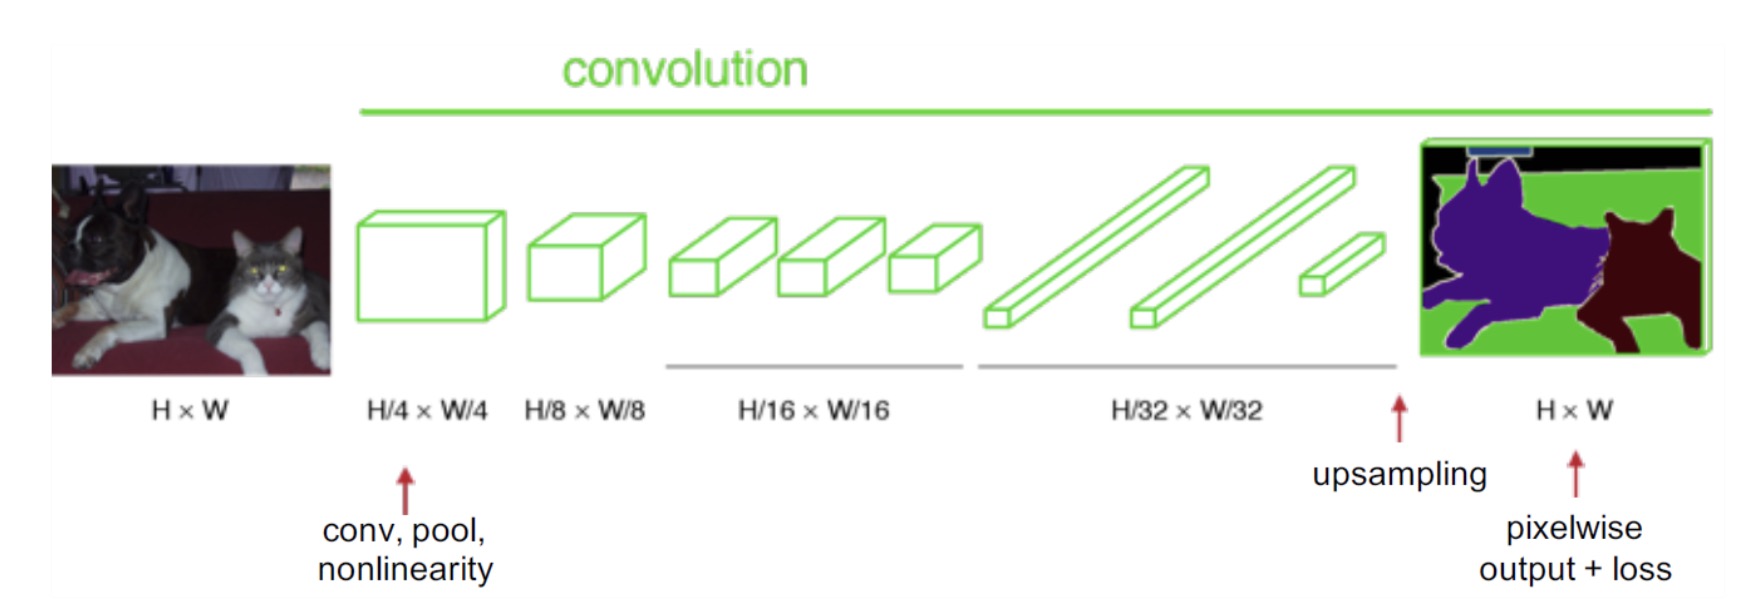 convolution
H × W
H/4 × W/4
H/8 × W/8
H/16 × W/16
H/32 × W/32
H × W
conv, pool,
nonlinearity
upsampling
pixelwise
output + loss